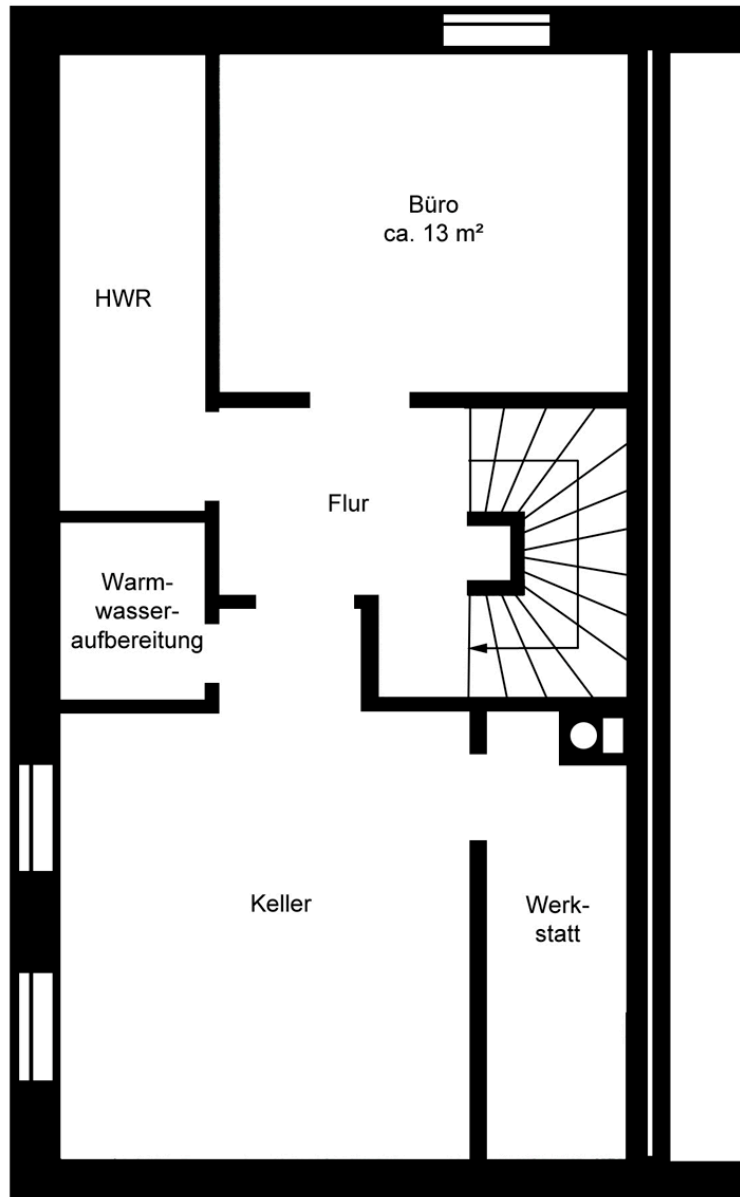 Büro
ca. 13 m²
HWR
Flur
Warm-
wasser-
aufbereitung
Keller
Werk-
statt